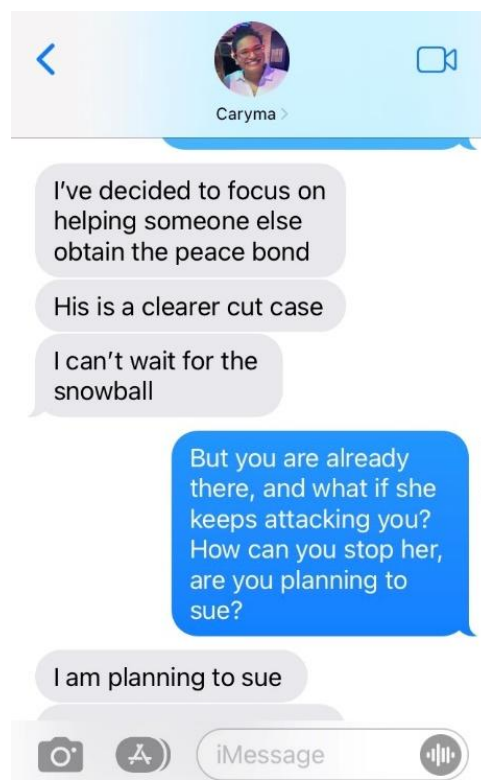 Caryma
I've decided to focus on
helping someone else
obtain the peace bond
His is a clearer cut case
I can't wait for the
snowball
But you are already
there, and what if she
keeps attacking you?
How can you stop her,
are you planning to
sue?
I am planning to sue
iMessage